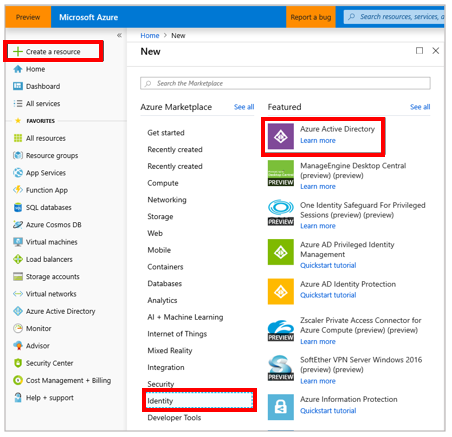 Preview
Microsoft Azure
Report a bug
Search resources, services, a
Create a resource
Home
Dashboard
All services
FAVORITES
All resources
Resource groups
App Services
Function App
SQL databases
Azure Cosmos DB
Virtual machines
Load balancers
Storage accounts
Virtual networks
Azure Active Directory
Monitor
Advisor
Security Center
Cost Management + Billing
Help + support
Home > New
New
Search the Marketplace
Azure Marketplace See all
Get started
Recently created
Recently created
Compute
Networking
Storage
Web
Mobile
Containers
Databases
Analytics
AI + Machine Learning
Internet of Things
Mixed Reality
Integration
Security
Identity
Developer Tools
Featured See all
Azure Active Directory
Learn more
PREVIEW
ManageEngine Desktop Central
(preview) (preview)
Learn more
PREVIEW
One Identity Safeguard For Privileged
Sessions (preview) (preview)
Learn more
Azure AD Privileged Identity
Management
Quickstart tutorial
Azure AD Identity Protection
Quickstart tutorial
PREVIEW
Zscaler Private Access Connector for
Azure Compute (preview) (preview)
Learn more
PREVIEW
SoftEther VPN Server Windows 2016
(preview) (preview)
Learn more
Azure Information Protection
Quickstart tutorial